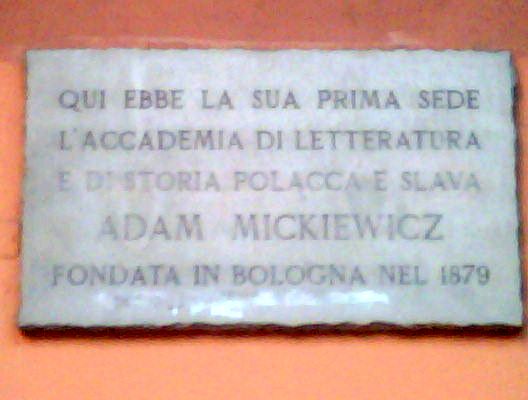 QUI EBBE LA SUA PRIMA SEDE
L'ACCADEMIA DI LETTERATURA
E DI STORIA POLACCA E SLAVA
ADAM MICKIEWICZ
FONDATA IN BOLOGNA NEL 1879